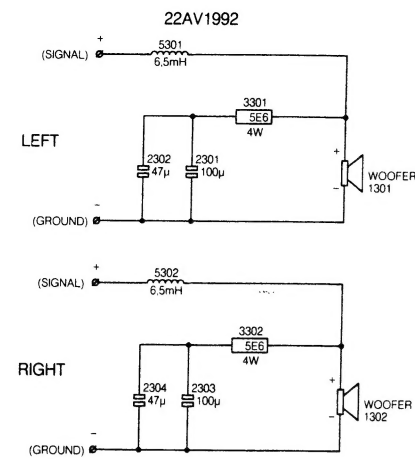 22AV1992
+
(SIGNAL)
5301
6,5mH
3301
5E6
4W
LEFT
2302
47µ
2301
100µ
+
−
WOOFER
1301
−
(GROUND)
+
(SIGNAL)
5302
6,5mH
3302
5E6
4W
RIGHT
2304
47µ
2303
100µ
+
−
WOOFER
1302
−
(GROUND)